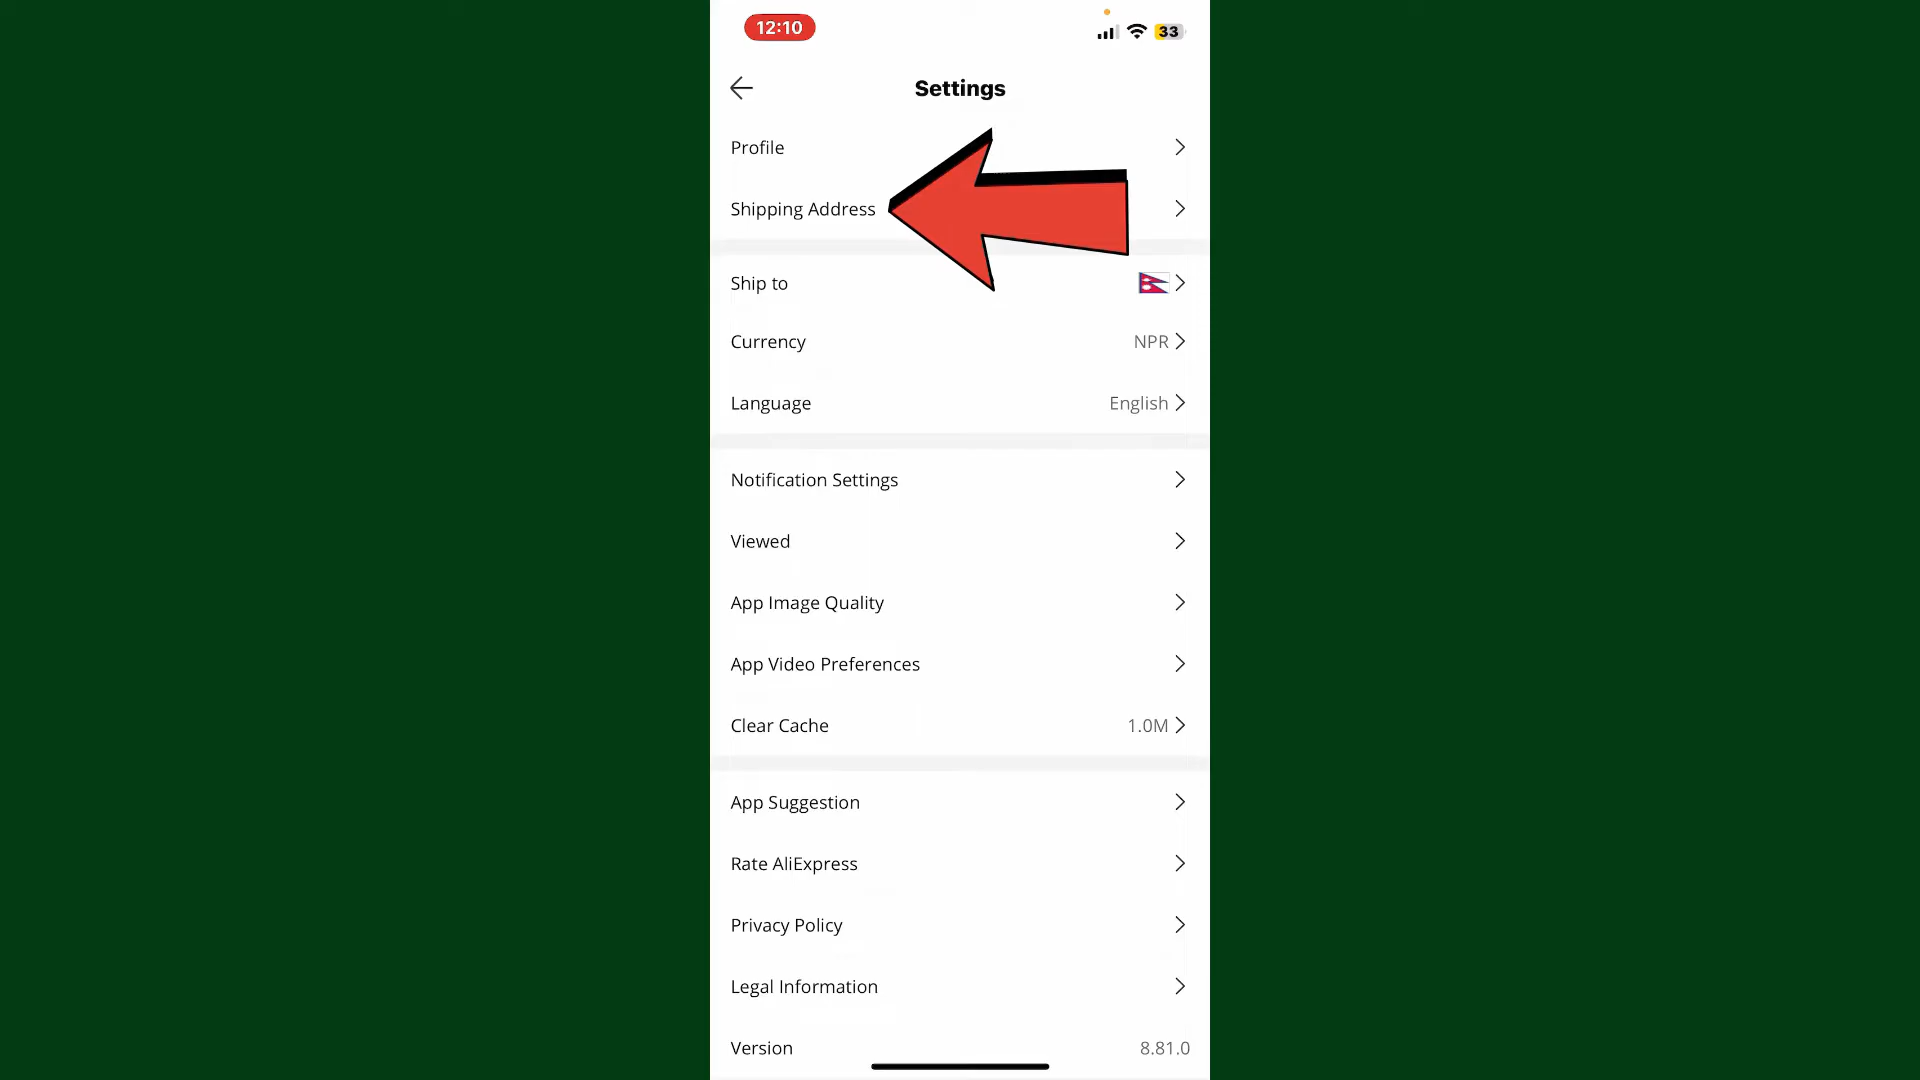 12:10
33
Settings
Profile
Shipping Address
Ship to
Currency NPR
Language English
Notification Settings
Viewed
App Image Quality
App Video Preferences
Clear Cache 1.0M
App Suggestion
Rate AliExpress
Privacy Policy
Legal Information
Version 8.81.0